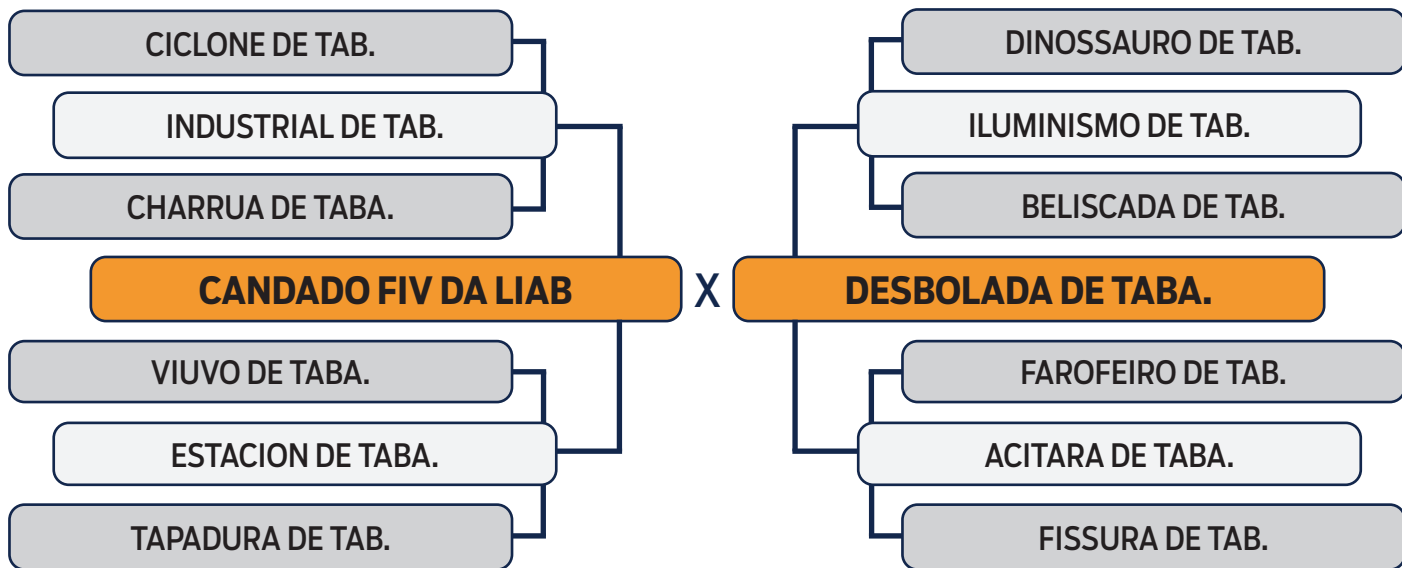 CICLONE DE TAB.
INDUSTRIAL DE TAB.
CHARRUA DE TABA.
CANDADO FIV DA LIAB
VIUVO DE TABA.
ESTACION DE TABA.
TAPADURA DE TAB.
X
DINOSSAURO DE TAB.
ILUMINISMO DE TAB.
BELISCADA DE TAB.
DESBOLADA DE TABA.
FAROFEIRO DE TAB.
ACITARA DE TABA.
FISSURA DE TAB.